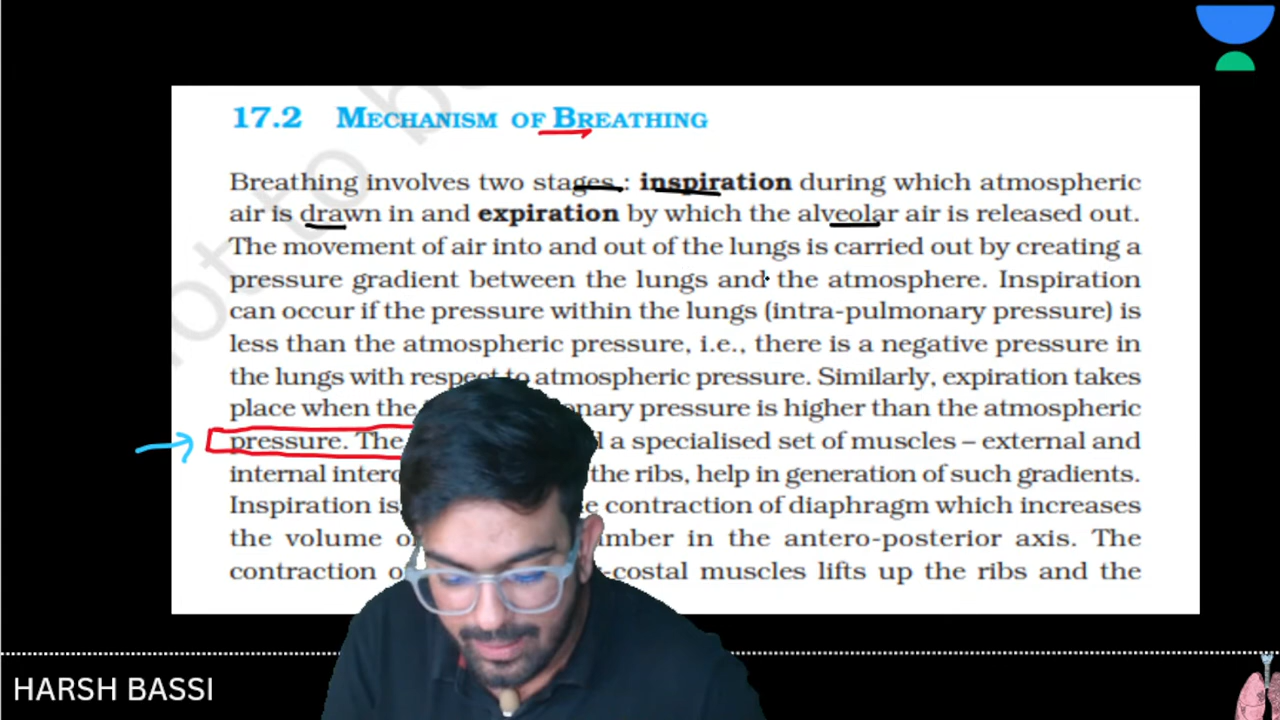 17.2 MECHANISM OF BREATHING
Breathing involves two stages : inspiration during which atmospheric
air is drawn in and expiration by which the alveolar air is released out.
The movement of air into and out of the lungs is carried out by creating a
pressure gradient between the lungs and the atmosphere. Inspiration
can occur if the pressure within the lungs (intra-pulmonary pressure) is
less than the atmospheric pressure, i.e., there is a negative pressure in
the lungs with respect to atmospheric pressure. Similarly, expiration takes
place when the pressure is higher than the atmospheric
pressure. The a specialised set of muscles – external and
internal the ribs, help in generation of such gradients.
Inspiration is contraction of diaphragm which increases
the volume in the antero-posterior axis. The
contraction muscles lifts up the ribs and the
not to be
HARSH BASSI